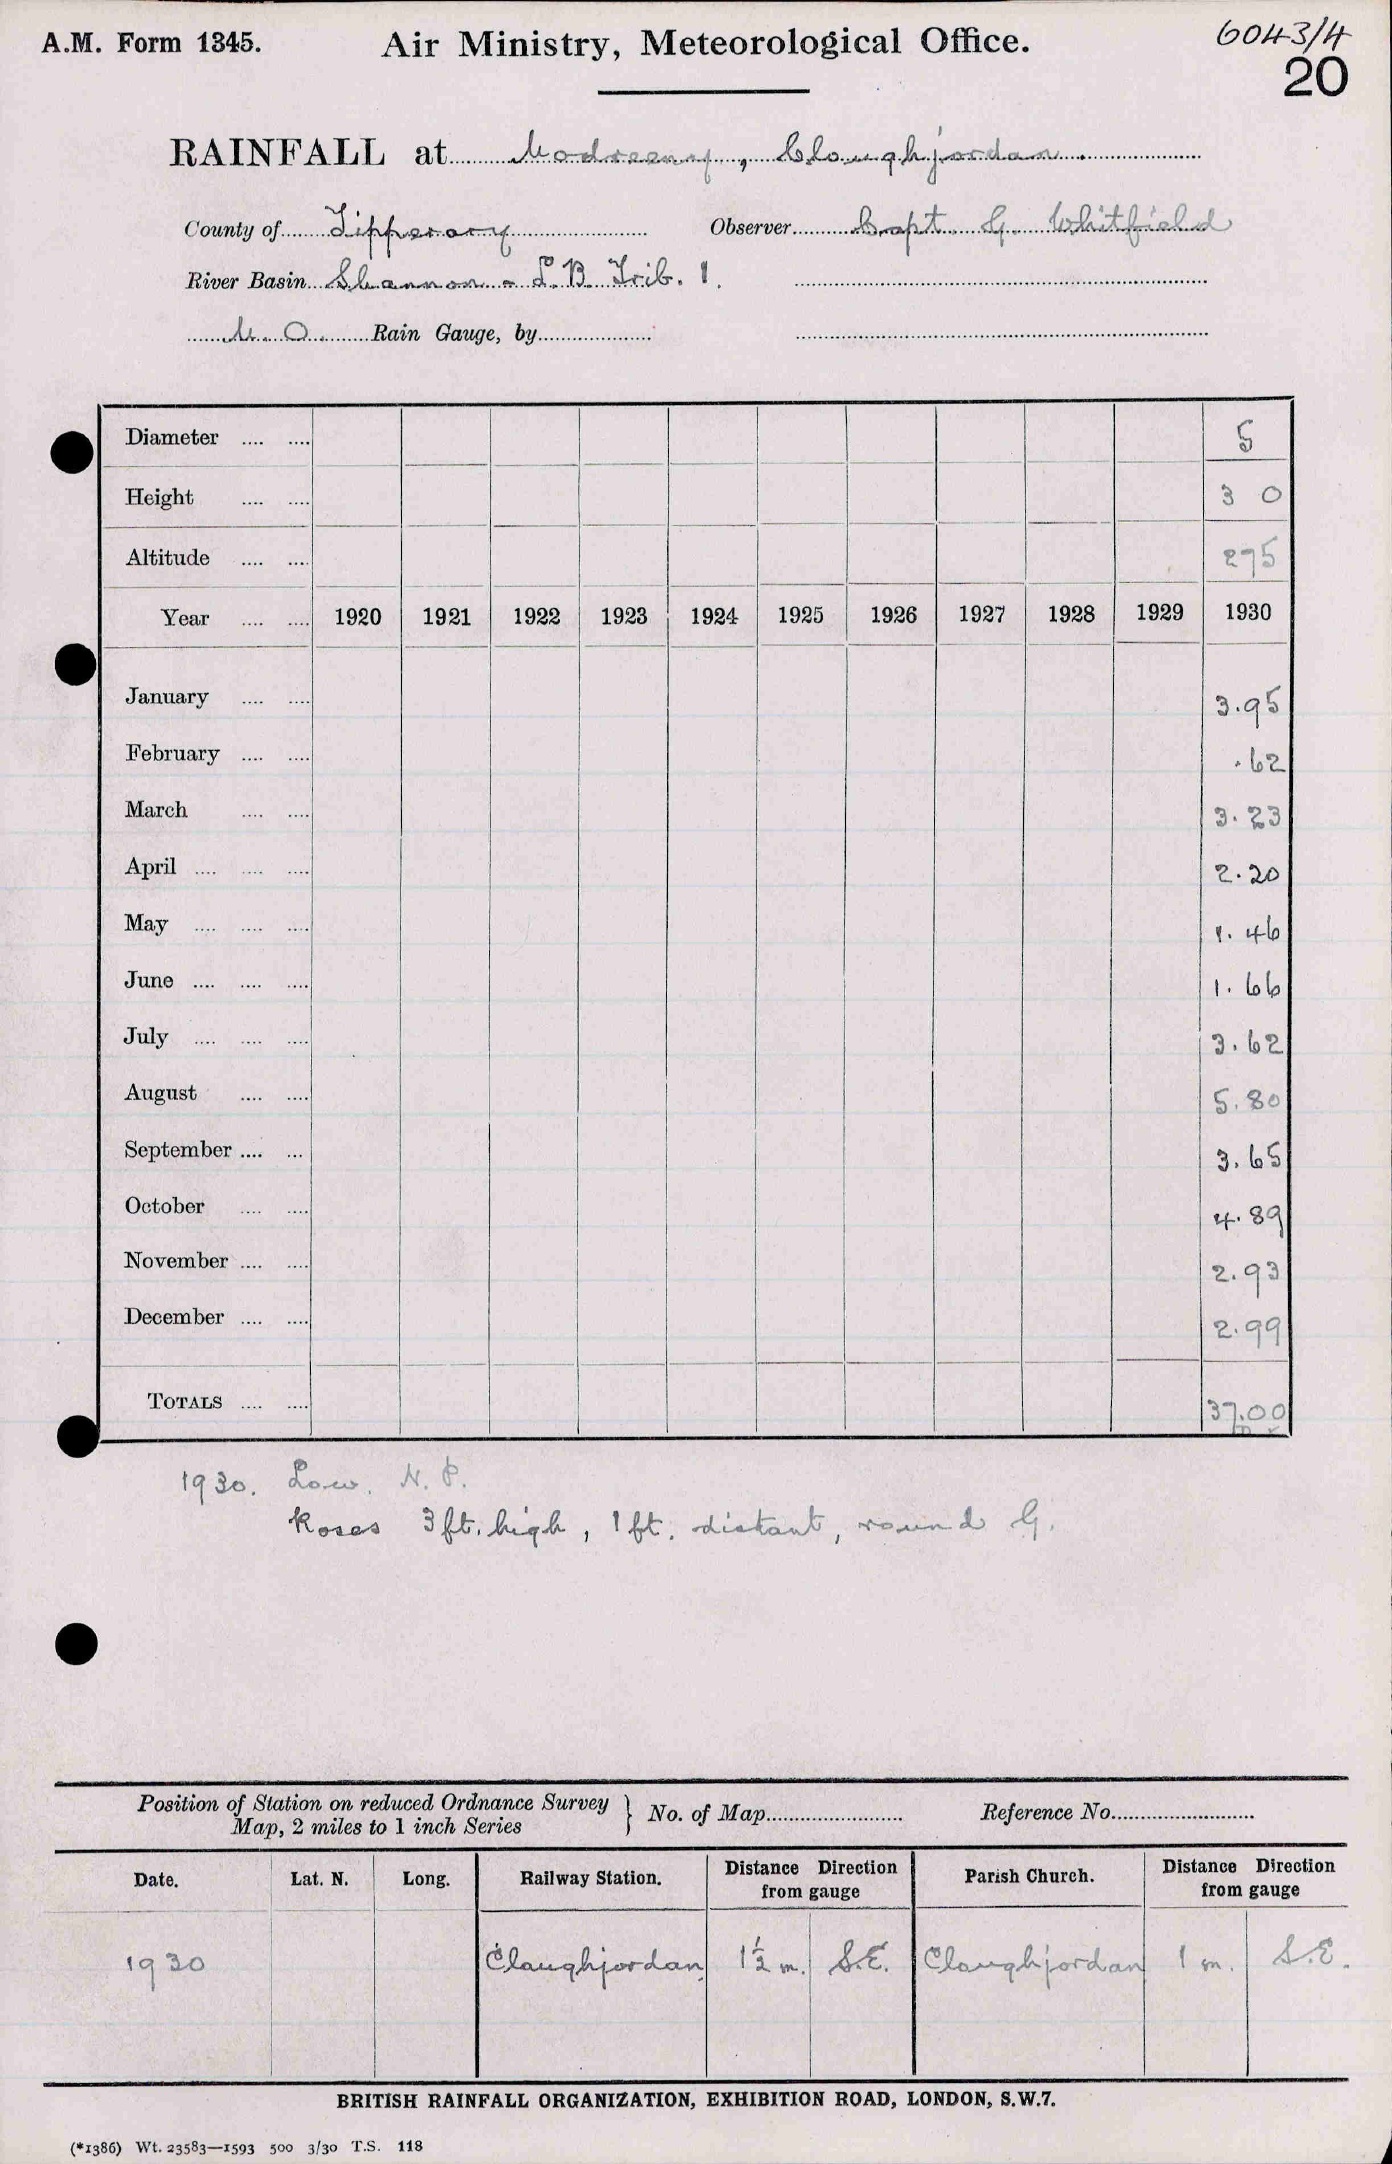 A.M. Form 1345.
Air Ministry, Meteorological Office.
6043/4
20
RAINFALL at Modreeny, Cloughjordan.
County of Tipperary Observer Capt. G. Whitfield
River Basin Shannon - L.B. Trib. 1.
M.O. Rain Gauge, by
Diameter 5
Height 3 0
Altitude 275
Year 1920 1921 1922 1923 1924 1925 1926 1927 1928 1929 1930
January 3.95
February .62
March 3.23
April 2.20
May 1.46
June 1.66
July 3.62
August 5.80
September 3.65
October 4.89
November 2.93
December 2.99
TOTALS 37.00
1930. Low. N.P.
Roses 3ft. high, 1ft. distant, round G.
Position of Station on reduced Ordnance Survey
Map, 2 miles to 1 inch Series } No. of Map Reference No.
Date. Lat. N. Long. Railway Station. Distance Direction from gauge Parish Church. Distance Direction from gauge
1930 Cloughjordan 1½ m. S.E. Cloughjordan 1 m. S.E.
BRITISH RAINFALL ORGANIZATION, EXHIBITION ROAD, LONDON, S.W.7.
(*1386) Wt. 23583—1593 500 3/30 T.S. 118